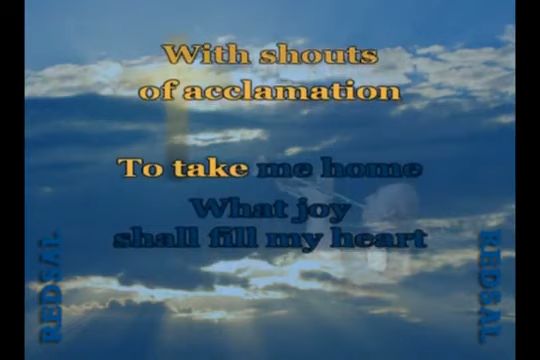 With shouts
of acclamation
To take me home
What joy
shall fill my heart
REDSAL
REDSAL